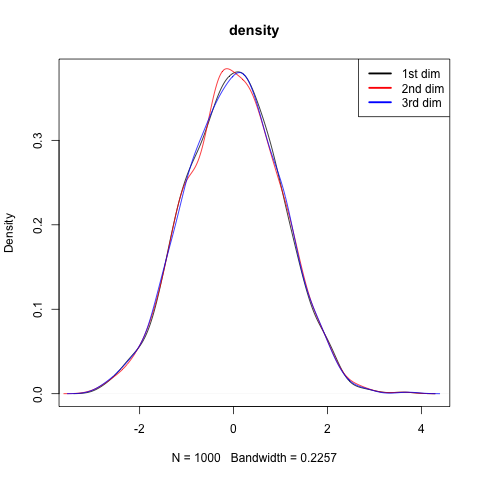 density
1st dim
2nd dim
3rd dim
Density
0.0
0.1
0.2
0.3
-2
0
2
4
N = 1000   Bandwidth = 0.2257